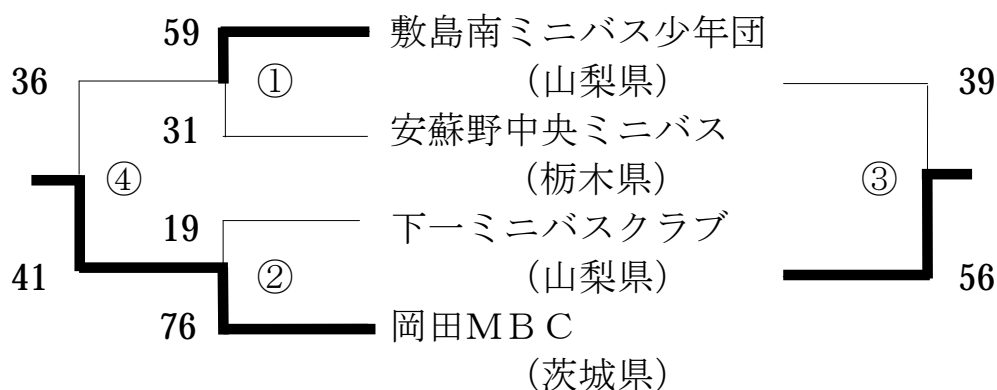 59 敷島南ミニバス少年団
36 ① (山梨県) 39
31 安蘇野中央ミニバス
④ (栃木県) ③
19 下一ミニバスクラブ
41 ② (山梨県) 56
76 岡田MBC
(茨城県)